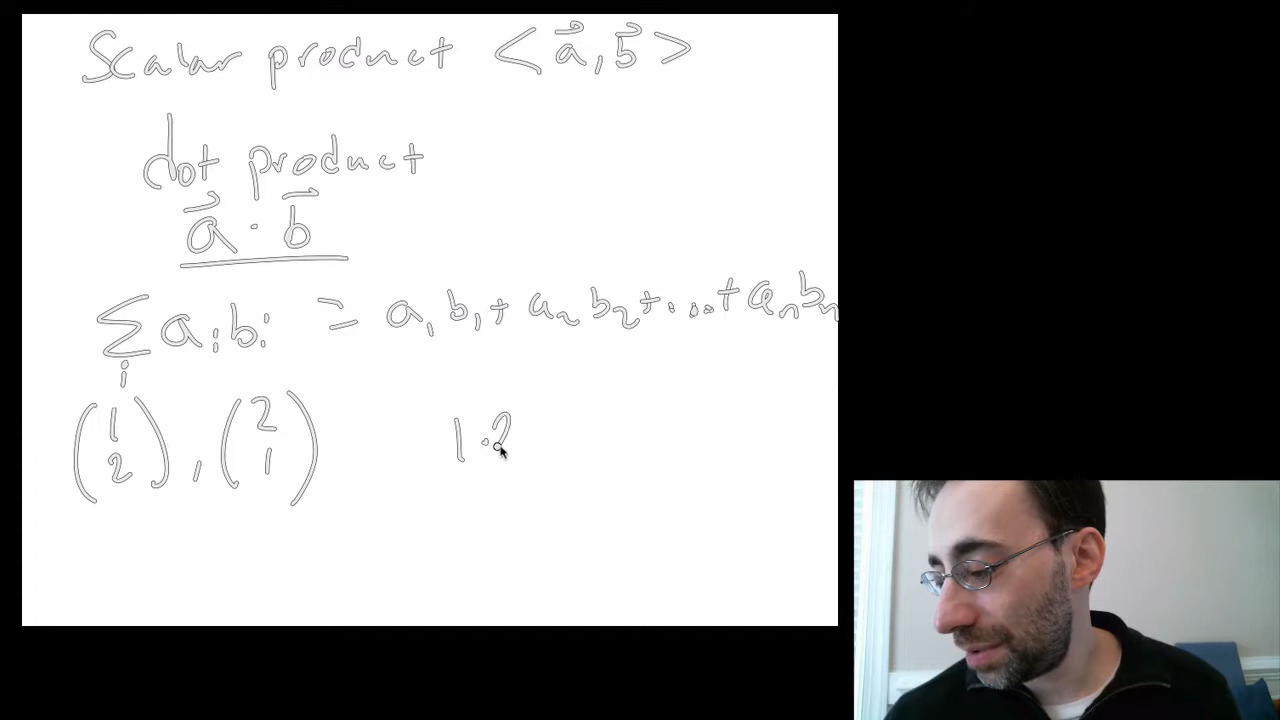 Scalar product <a⃗,b⃗>
dot product
a⃗ · b⃗
∑ᵢ aᵢbᵢ = a₁b₁ + a₂b₂ + .... + aₙbₙ
(1 2), (2 1) 1·2